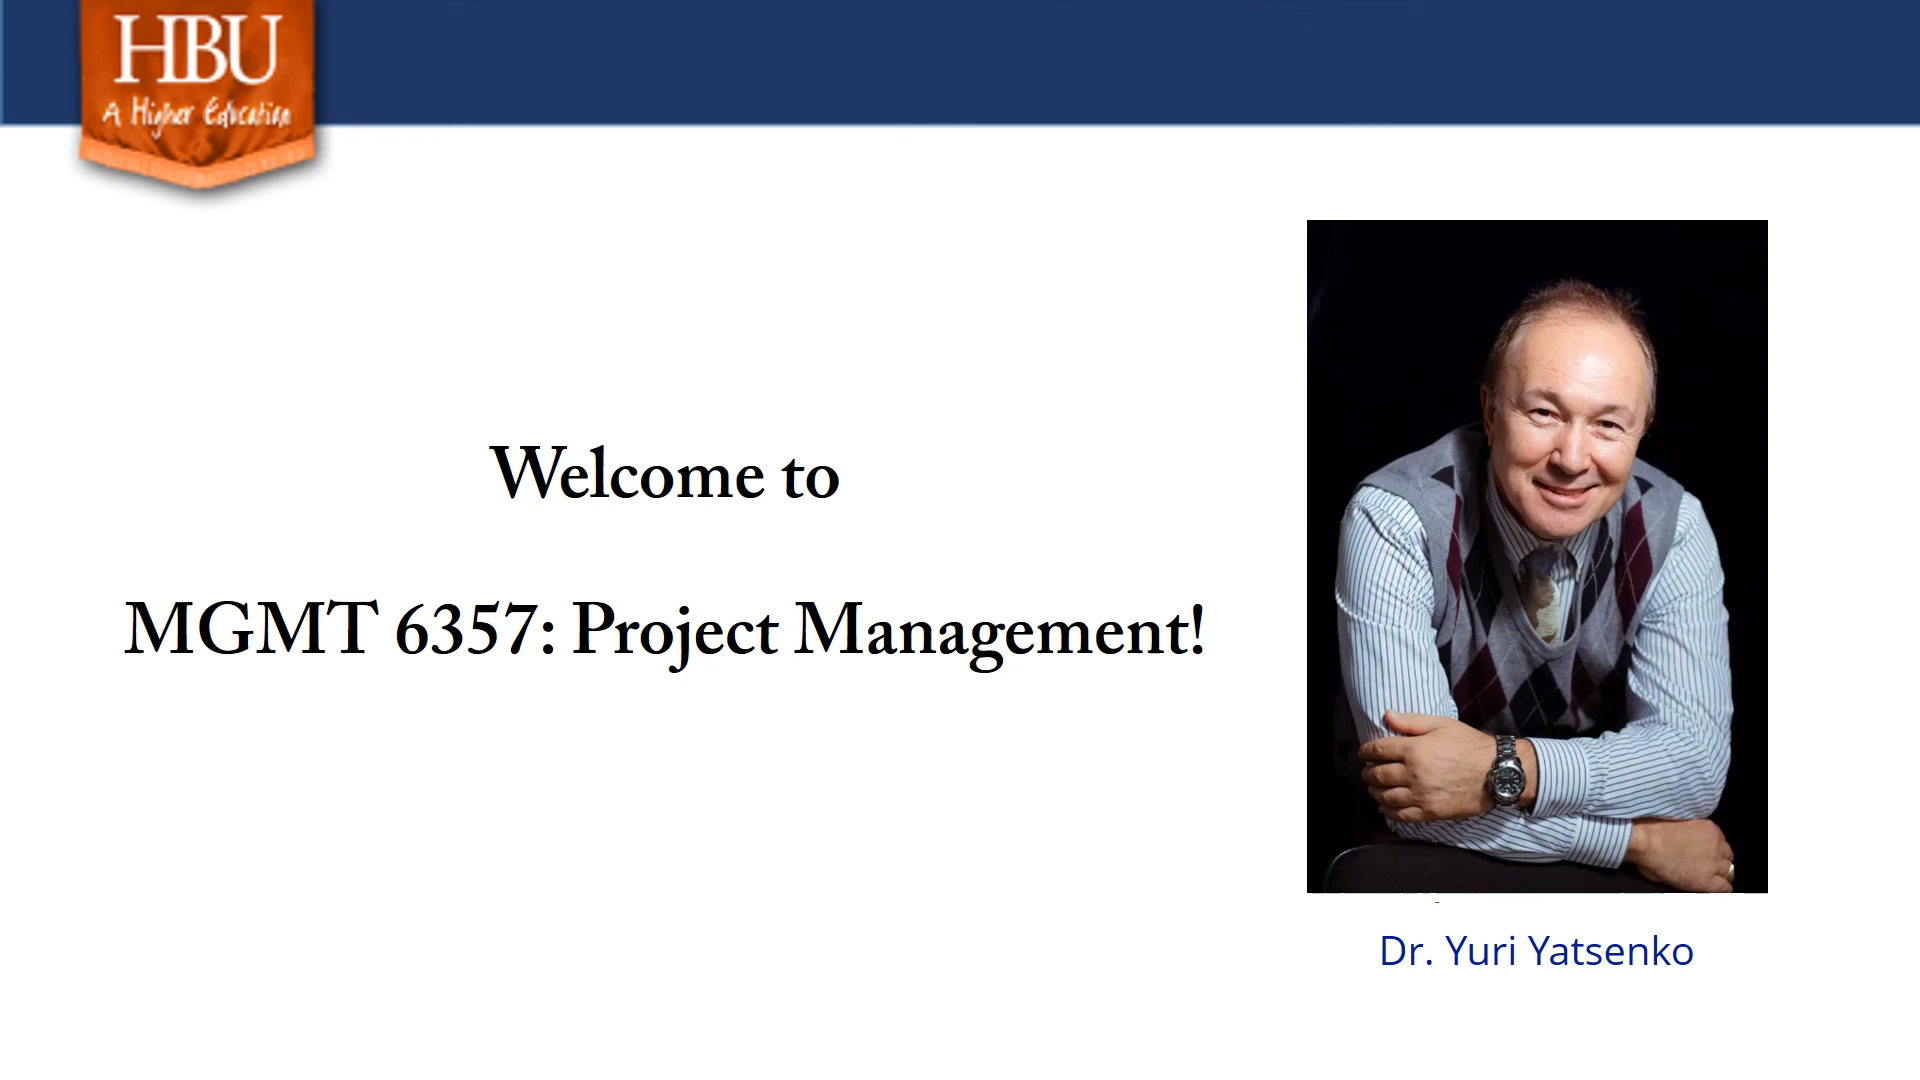 HBU
A Higher Education
Welcome to
MGMT 6357: Project Management!
Dr. Yuri Yatsenko